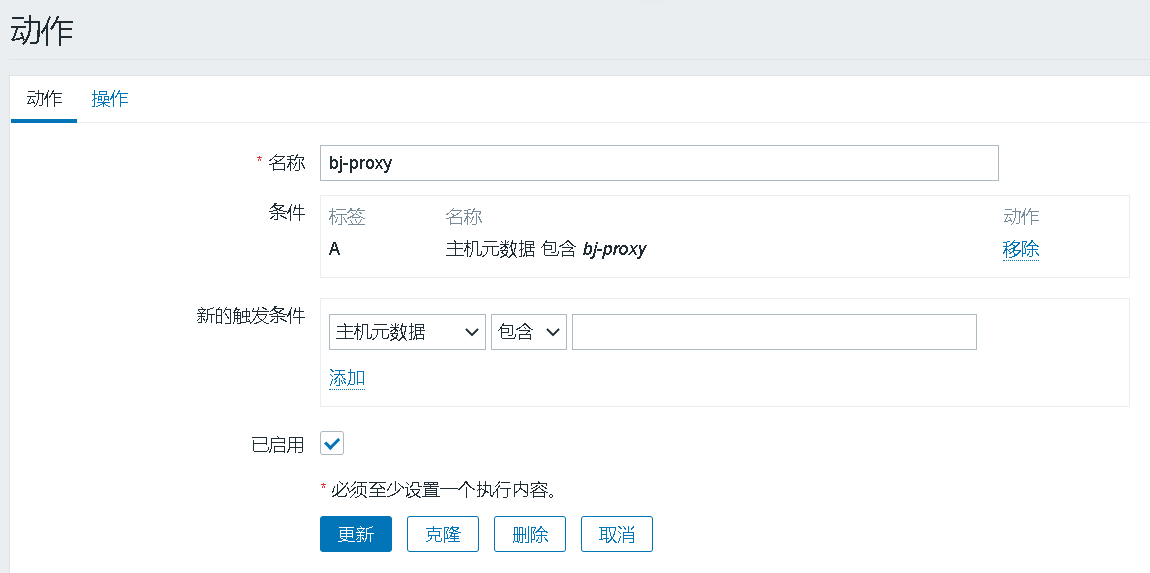 动作
动作 操作
* 名称 bj-proxy
条件 标签 名称 动作
A 主机元数据 包含 bj-proxy 移除
新的触发条件 主机元数据 包含
添加
已启用
* 必须至少设置一个执行内容。
更新 克隆 删除 取消